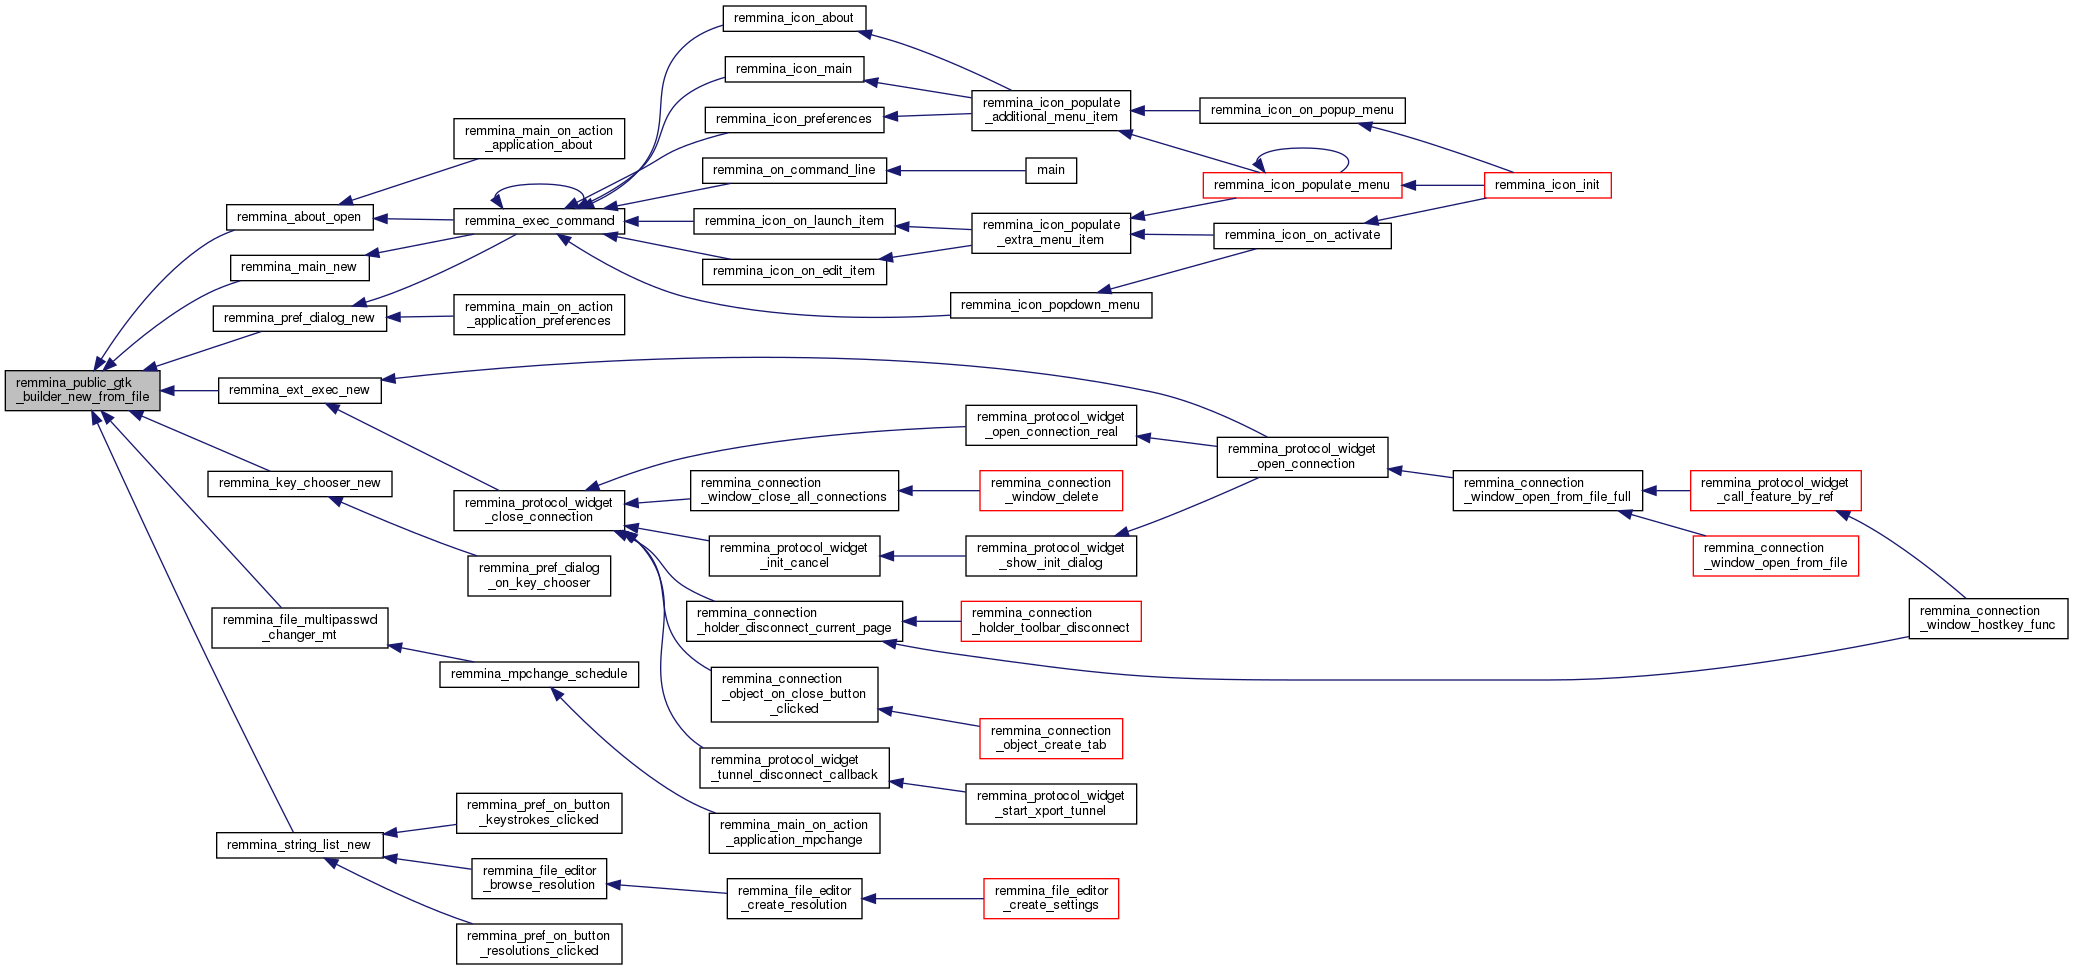 remmina_public_gtk
_builder_new_from_file
remmina_about_open
remmina_main_new
remmina_pref_dialog_new
remmina_ext_exec_new
remmina_key_chooser_new
remmina_file_multipasswd
_changer_mt
remmina_string_list_new
remmina_main_on_action
_application_about
remmina_exec_command
remmina_main_on_action
_application_preferences
remmina_protocol_widget
_close_connection
remmina_pref_dialog
_on_key_chooser
remmina_mpchange_schedule
remmina_pref_on_button
_keystrokes_clicked
remmina_file_editor
_browse_resolution
remmina_pref_on_button
_resolutions_clicked
remmina_icon_about
remmina_icon_main
remmina_icon_preferences
remmina_on_command_line
remmina_icon_on_launch_item
remmina_icon_on_edit_item
remmina_connection
_window_close_all_connections
remmina_protocol_widget
_init_cancel
remmina_connection
_holder_disconnect_current_page
remmina_connection
_object_on_close_button
_clicked
remmina_protocol_widget
_tunnel_disconnect_callback
remmina_main_on_action
_application_mpchange
remmina_file_editor
_create_resolution
remmina_icon_populate
_additional_menu_item
main
remmina_icon_populate
_extra_menu_item
remmina_icon_popdown_menu
remmina_protocol_widget
_open_connection_real
remmina_connection
_window_delete
remmina_protocol_widget
_show_init_dialog
remmina_connection
_holder_toolbar_disconnect
remmina_connection
_object_create_tab
remmina_protocol_widget
_start_xport_tunnel
remmina_file_editor
_create_settings
remmina_icon_on_popup_menu
remmina_icon_populate_menu
remmina_icon_on_activate
remmina_protocol_widget
_open_connection
remmina_icon_init
remmina_connection
_window_open_from_file_full
remmina_protocol_widget
_call_feature_by_ref
remmina_connection
_window_open_from_file
remmina_connection
_window_hostkey_func